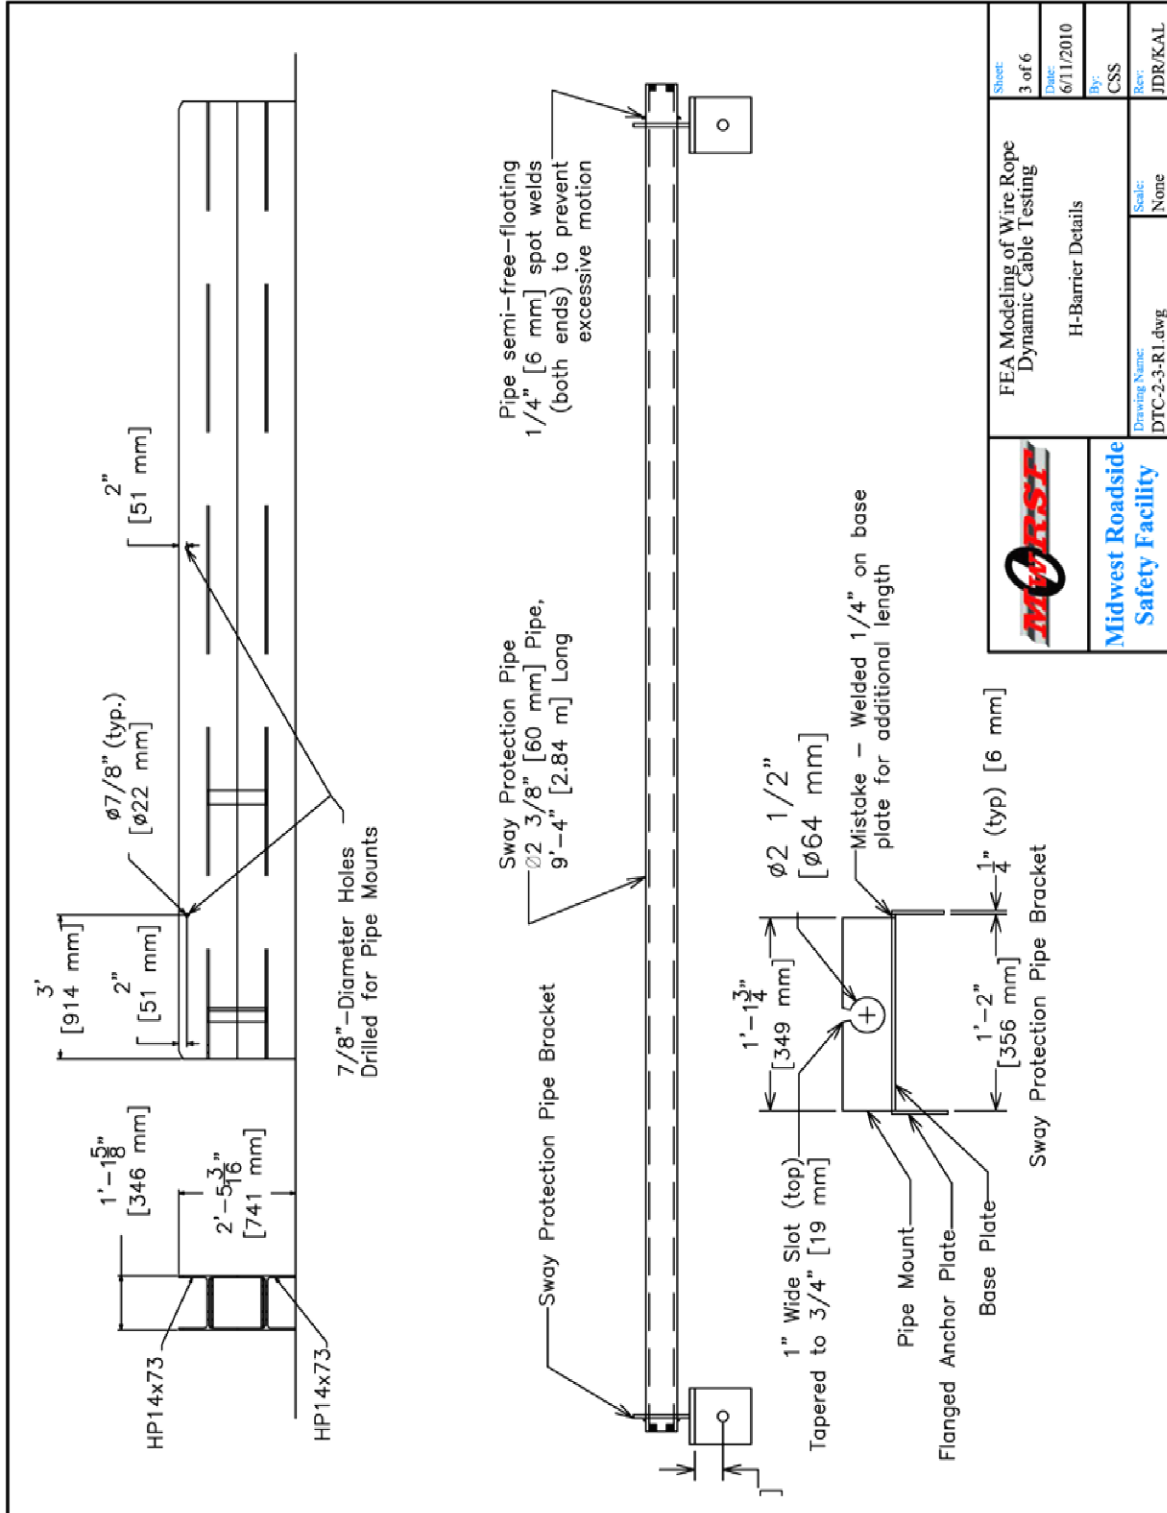 HP14x73
HP14x73
1'-1 5/8"
[346 mm]
2'-5 3/16"
[741 mm]
3'
[914 mm]
2"
[51 mm]
ø7/8" (typ.)
[ø22 mm]
2"
[51 mm]
7/8"-Diameter Holes
Drilled for Pipe Mounts
Sway Protection Pipe Bracket
Sway Protection Pipe
Ø2 3/8" [60 mm] Pipe,
9'-4" [2.84 m] Long
Pipe semi-free-floating
1/4" [6 mm] spot welds
(both ends) to prevent
excessive motion
]
1" Wide Slot (top)
Tapered to 3/4" [19 mm]
Pipe Mount
Flanged Anchor Plate
Base Plate
1'-1 3/4"
[349 mm]
ø2 1/2"
[ø64 mm]
Mistake - Welded 1/4" on base
plate for additional length
1'-2"
[356 mm]
1/4" (typ) [6 mm]
Sway Protection Pipe Bracket
MwRSF
Midwest Roadside
Safety Facility
FEA Modeling of Wire Rope
Dynamic Cable Testing
H-Barrier Details
Drawing Name:
DTC-2-3-R1.dwg
Scale:
None
Sheet:
3 of 6
Date:
6/11/2010
By:
CSS
Rev:
JDR/KAL